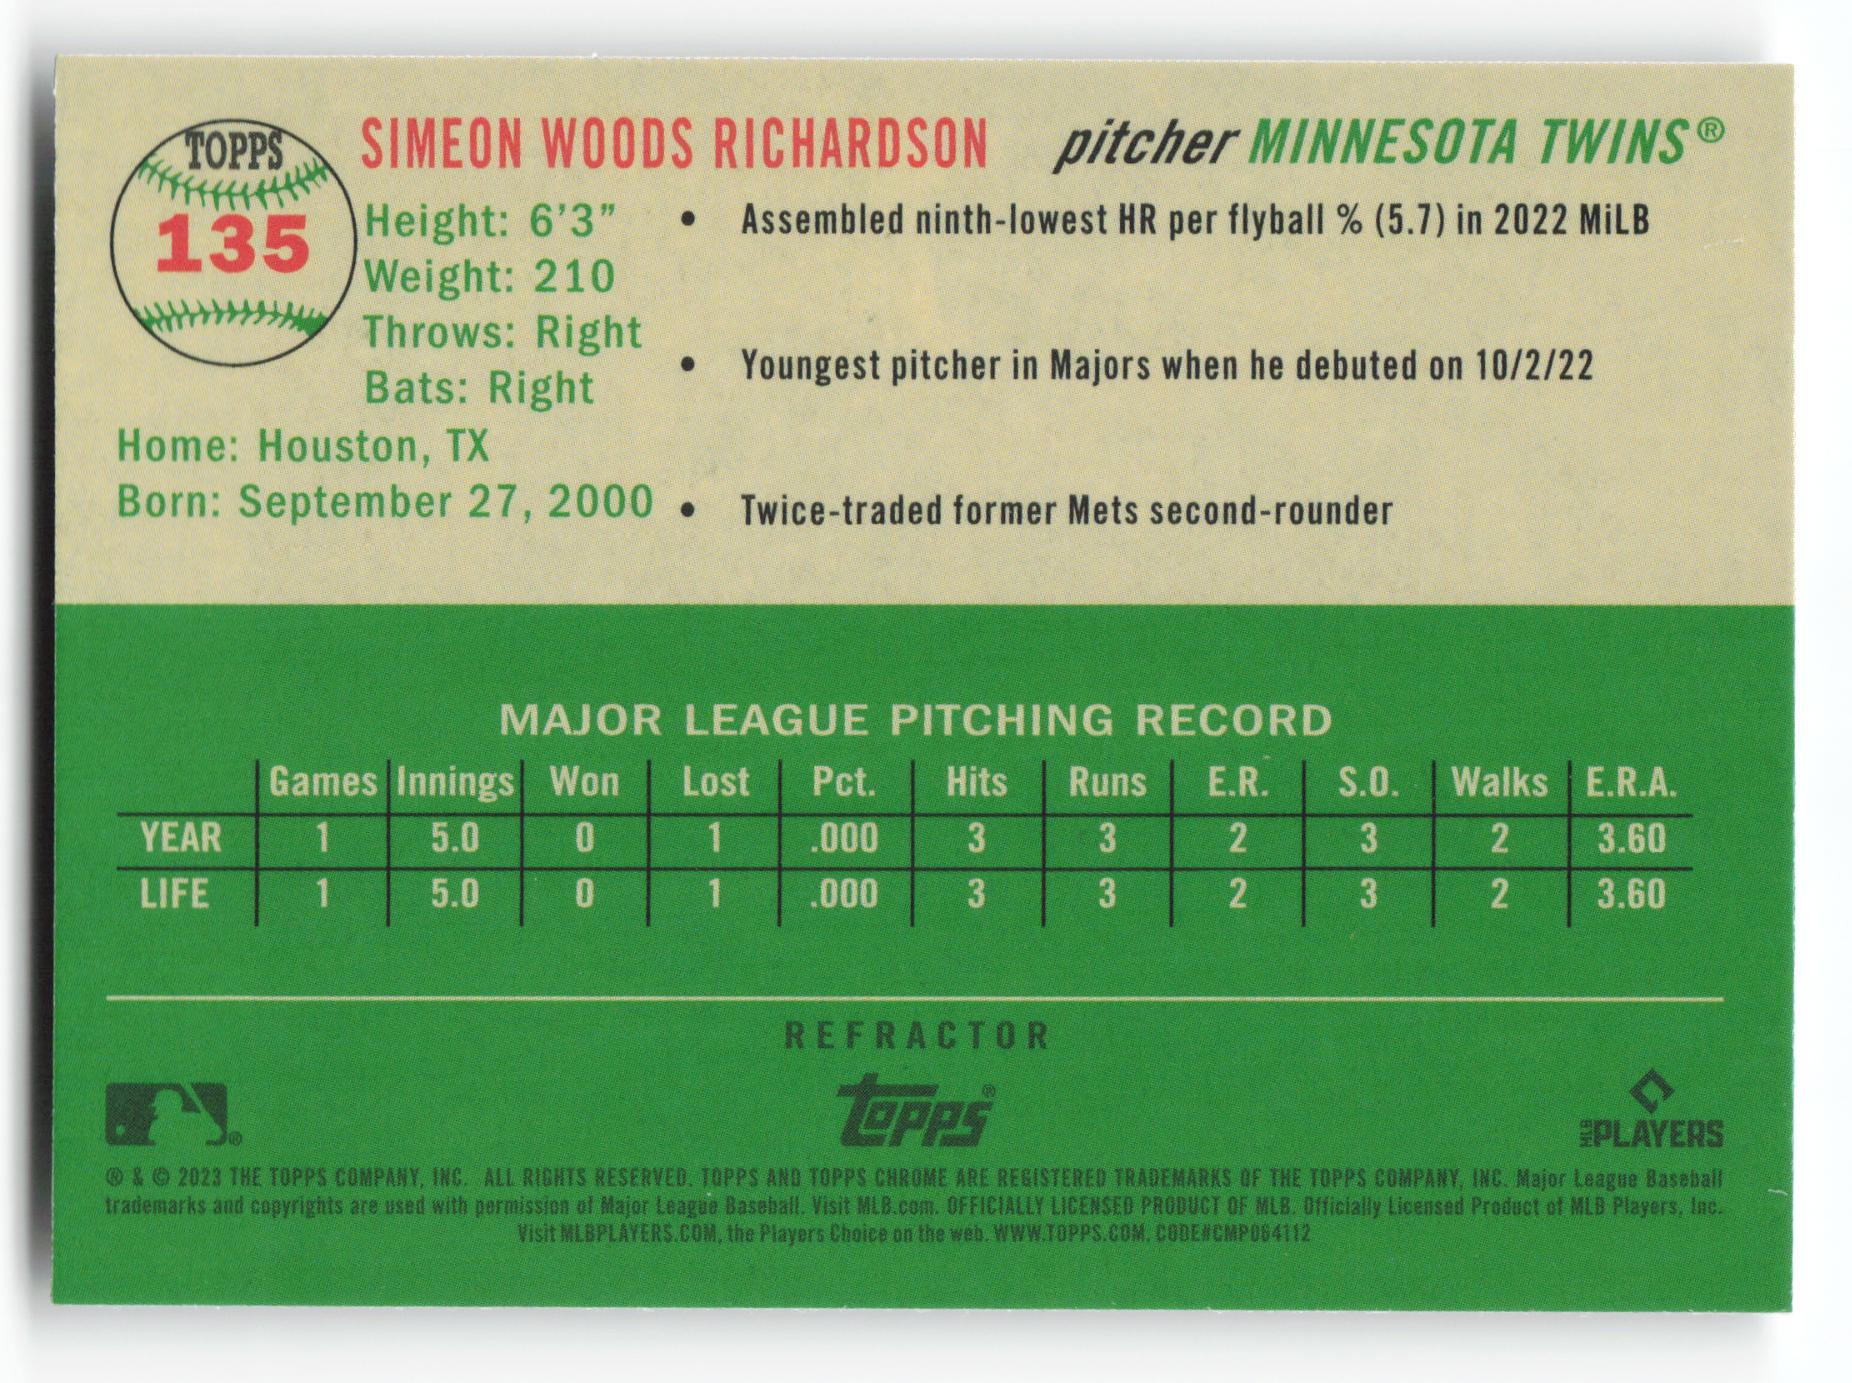 TOPPS
135
SIMEON WOODS RICHARDSON pitcher MINNESOTA TWINS®
Height: 6'3"
Weight: 210
Throws: Right
Bats: Right
Home: Houston, TX
Born: September 27, 2000
• Assembled ninth-lowest HR per flyball % (5.7) in 2022 MiLB
• Youngest pitcher in Majors when he debuted on 10/2/22
• Twice-traded former Mets second-rounder
MAJOR LEAGUE PITCHING RECORD
Games Innings Won Lost Pct. Hits Runs E.R. S.O. Walks E.R.A.
YEAR 1 5.0 0 1 .000 3 3 2 3 2 3.60
LIFE 1 5.0 0 1 .000 3 3 2 3 2 3.60
REFRACTOR
®
Topps®
MLB PLAYERS
® & © 2023 THE TOPPS COMPANY, INC. ALL RIGHTS RESERVED. TOPPS AND TOPPS CHROME ARE REGISTERED TRADEMARKS OF THE TOPPS COMPANY, INC. Major League Baseball
trademarks and copyrights are used with permission of Major League Baseball. Visit MLB.com. OFFICIALLY LICENSED PRODUCT OF MLB. Officially Licensed Product of MLB Players, Inc.
Visit MLBPLAYERS.COM, the Players Choice on the web. WWW.TOPPS.COM. CODE#CMP064112